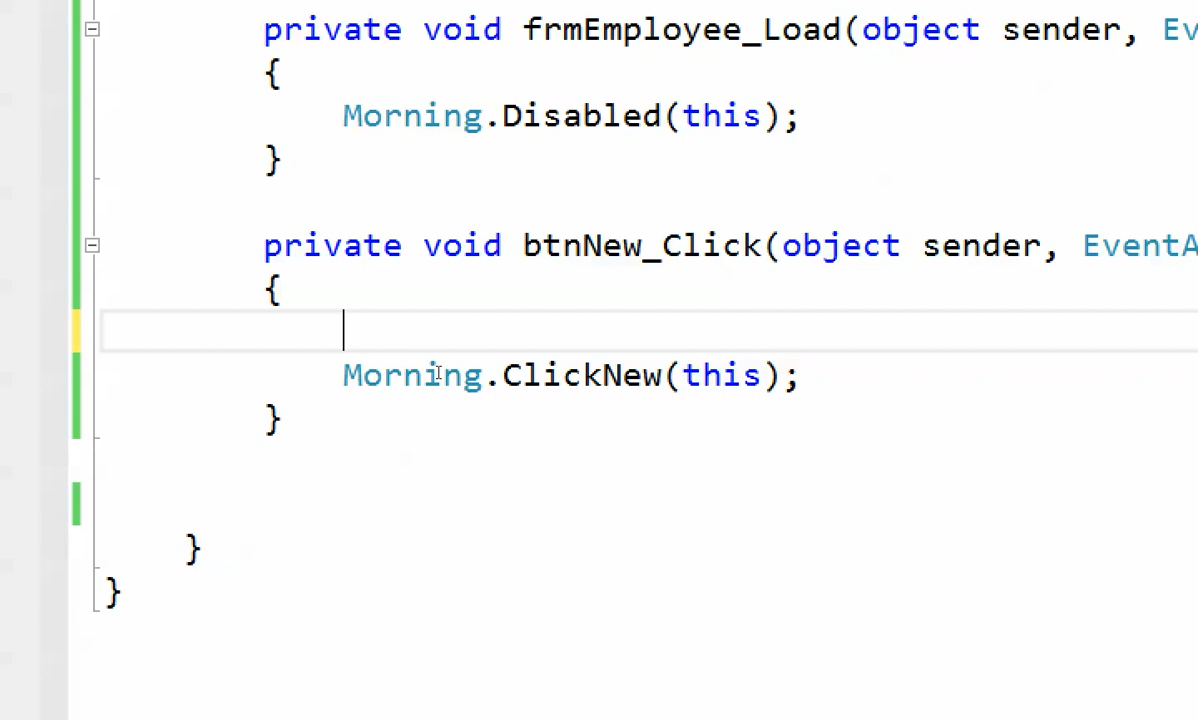 private void frmEmployee_Load(object sender, Ev
{
Morning.Disabled(this);
}
private void btnNew_Click(object sender, EventA
{
Morning.ClickNew(this);
}
}
}